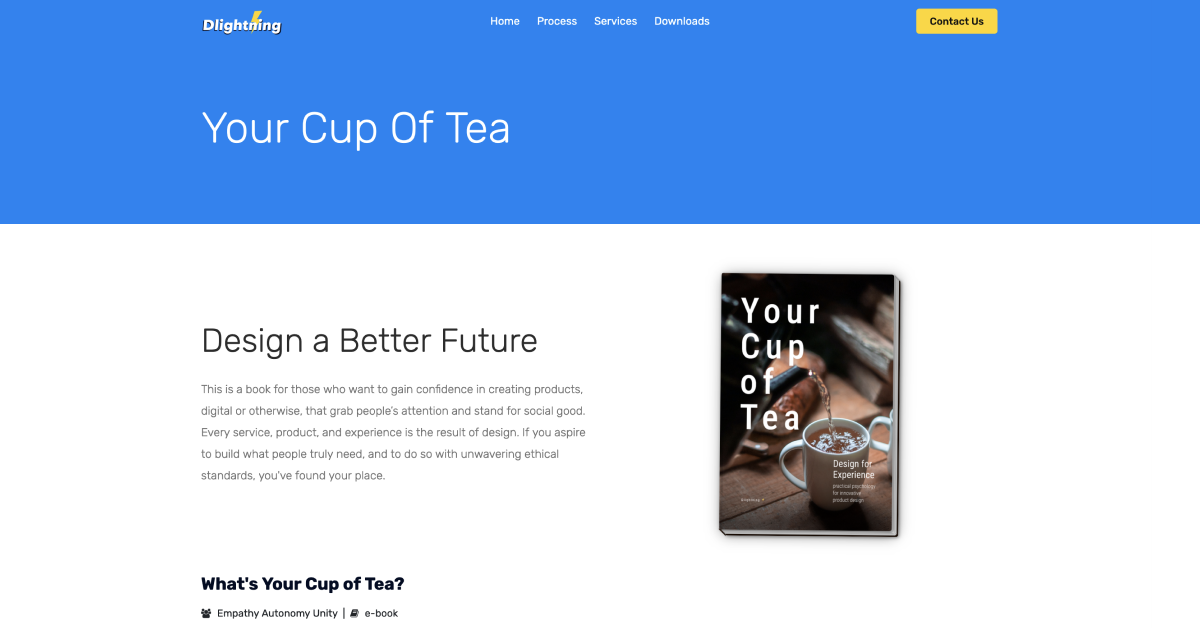 Dlightning
Home Process Services Downloads
Contact Us
Your Cup Of Tea
Design a Better Future
This is a book for those who want to gain confidence in creating products,
digital or otherwise, that grab people's attention and stand for social good.
Every service, product, and experience is the result of design. If you aspire
to build what people truly need, and to do so with unwavering ethical
standards, you've found your place.
Your
Cup
of
Tea
Design for
Experience
practical psychology
for innovative
product design
What's Your Cup of Tea?
Empathy Autonomy Unity | e-book